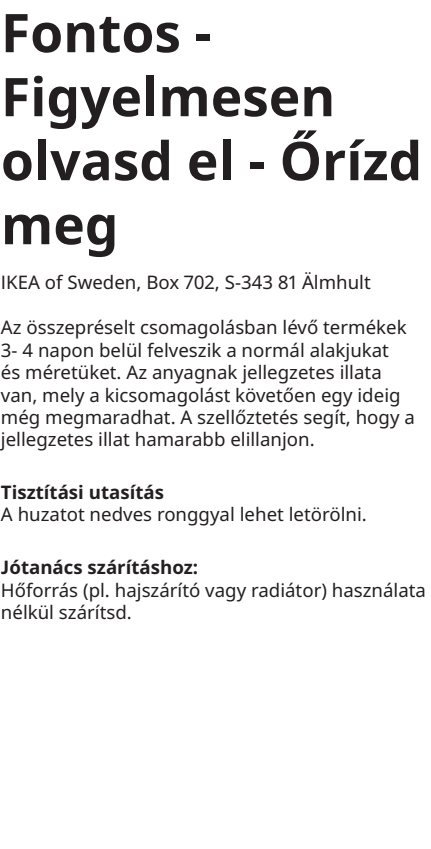 Fontos -
Figyelmesen
olvasd el - Őrízd
meg
IKEA of Sweden, Box 702, S-343 81 Älmhult
Az összepréselt csomagolásban lévő termékek
3- 4 napon belül felveszik a normál alakjukat
és méretüket. Az anyagnak jellegzetes illata
van, mely a kicsomagolást követően egy ideig
még megmaradhat. A szellőztetés segít, hogy a
jellegzetes illat hamarabb elillanjon.
Tisztítási utasítás
A huzatot nedves ronggyal lehet letörölni.
Jótanács szárításhoz:
Hőforrás (pl. hajszárító vagy radiátor) használata
nélkül szárítsd.